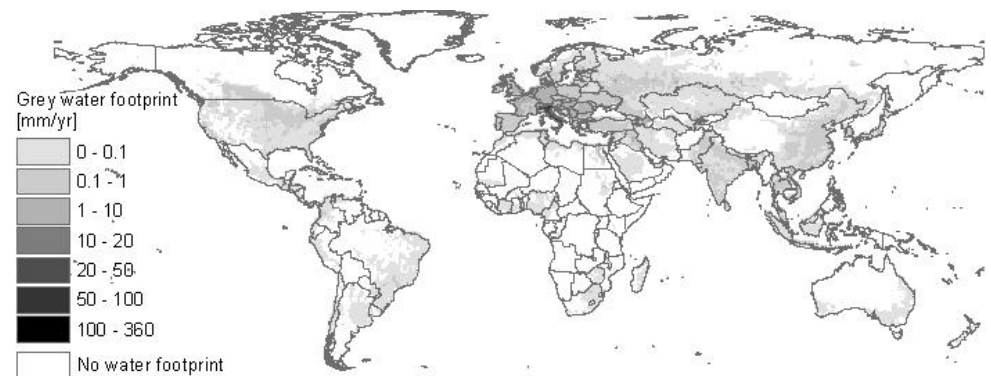 Grey water footprint
[mm/yr]
0 - 0.1
0.1 - 1
1 - 10
10 - 20
20 - 50
50 - 100
100 - 360
No water footprint